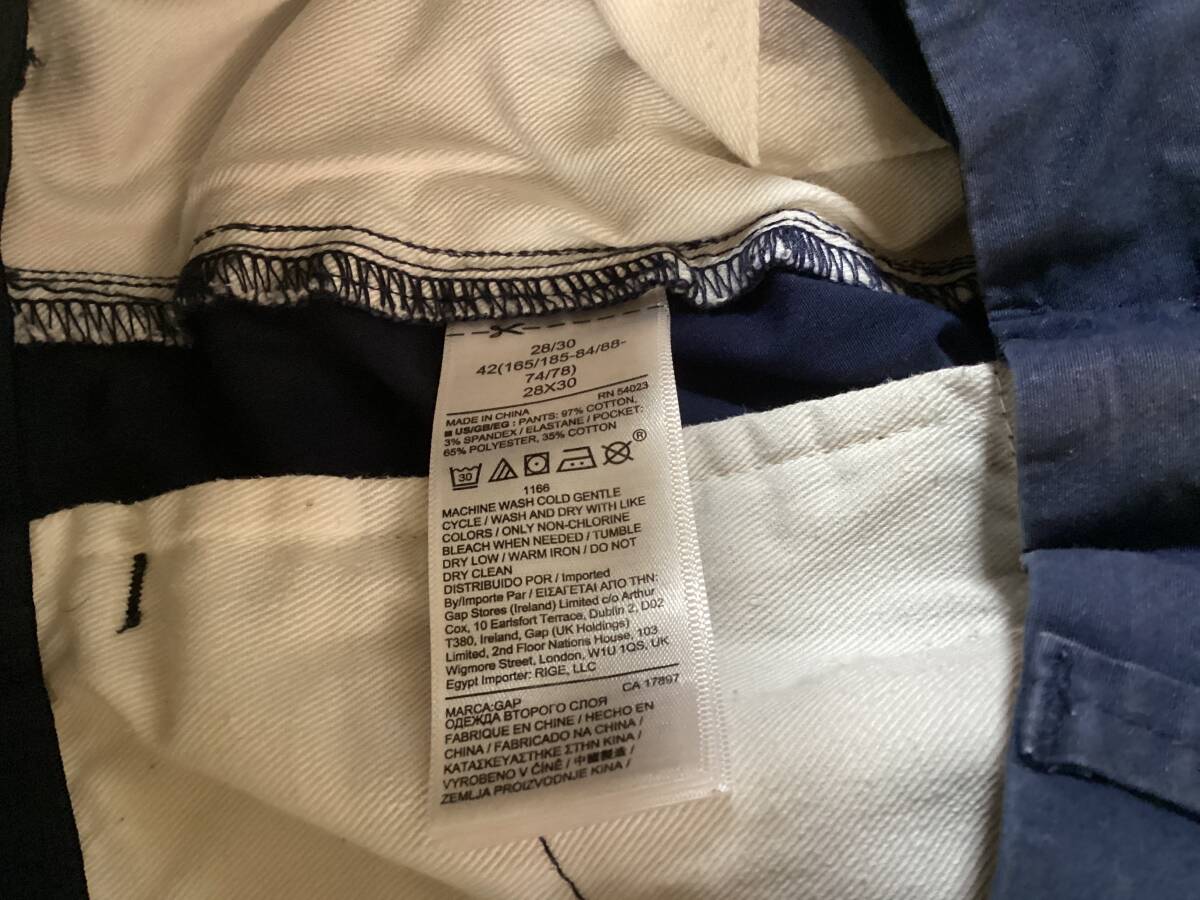 28/30
42(165/185-84/88-
74/78)
28X30
RN 54023
MADE IN CHINA
■ US/GB/EG : PANTS: 97% COTTON,
3% SPANDEX / ELASTANE / POCKET:
65% POLYESTER, 35% COTTON
30
®
1166
MACHINE WASH COLD GENTLE
CYCLE / WASH AND DRY WITH LIKE
COLORS / ONLY NON-CHLORINE
BLEACH WHEN NEEDED / TUMBLE
DRY LOW / WARM IRON / DO NOT
DRY CLEAN
DISTRIBUIDO POR / Imported
By/Importe Par / ΕΙΣΑΓΕΤΑΙ ΑΠΟ ΤΗΝ:
Gap Stores (Ireland) Limited c/o Arthur
Cox, 10 Earlsfort Terrace, Dublin 2, D02
T380, Ireland, Gap (UK Holdings)
Limited, 2nd Floor Nations House, 103
Wigmore Street, London, W1U 1QS, UK
Egypt Importer: RIGE, LLC
CA 17897
MARCA:GAP
ОДЕЖДА ВТОРОГО СЛОЯ
FABRIQUE EN CHINE / HECHO EN
CHINA / FABRICADO NA CHINA /
ΚΑΤΑΣΚΕΥΑΣΤΗΚΕ ΣΤΗΝ ΚΙΝΑ /
VYROBENO V ČÍNĚ / 中國製造 /
ZEMLJA PROIZVODNJE KINA /